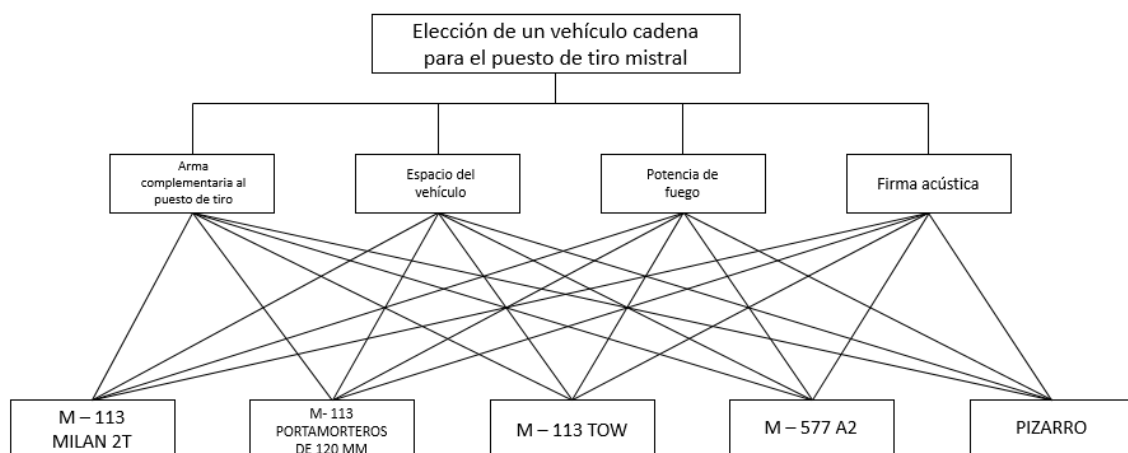 Elección de un vehículo cadena
para el puesto de tiro mistral
Arma
complementaria al
puesto de tiro
Espacio del
vehículo
Potencia de
fuego
Firma acústica
M – 113
MILAN 2T
M- 113
PORTAMORTEROS
DE 120 MM
M – 113 TOW
M – 577 A2
PIZARRO